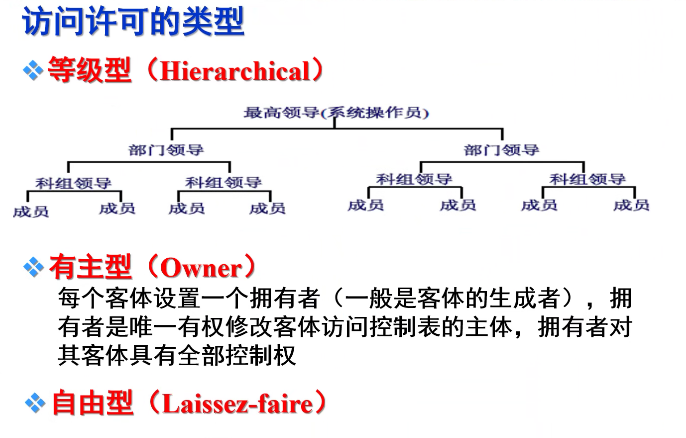 访问许可的类型
等级型（Hierarchical）
最高领导(系统操作员)
部门领导 部门领导
科组领导 科组领导 科组领导 科组领导
成员 成员 成员 成员 成员 成员 成员 成员
有主型（Owner）
每个客体设置一个拥有者（一般是客体的生成者），拥
有者是唯一有权修改客体访问控制表的主体，拥有者对
其客体具有全部控制权
自由型（Laissez-faire）